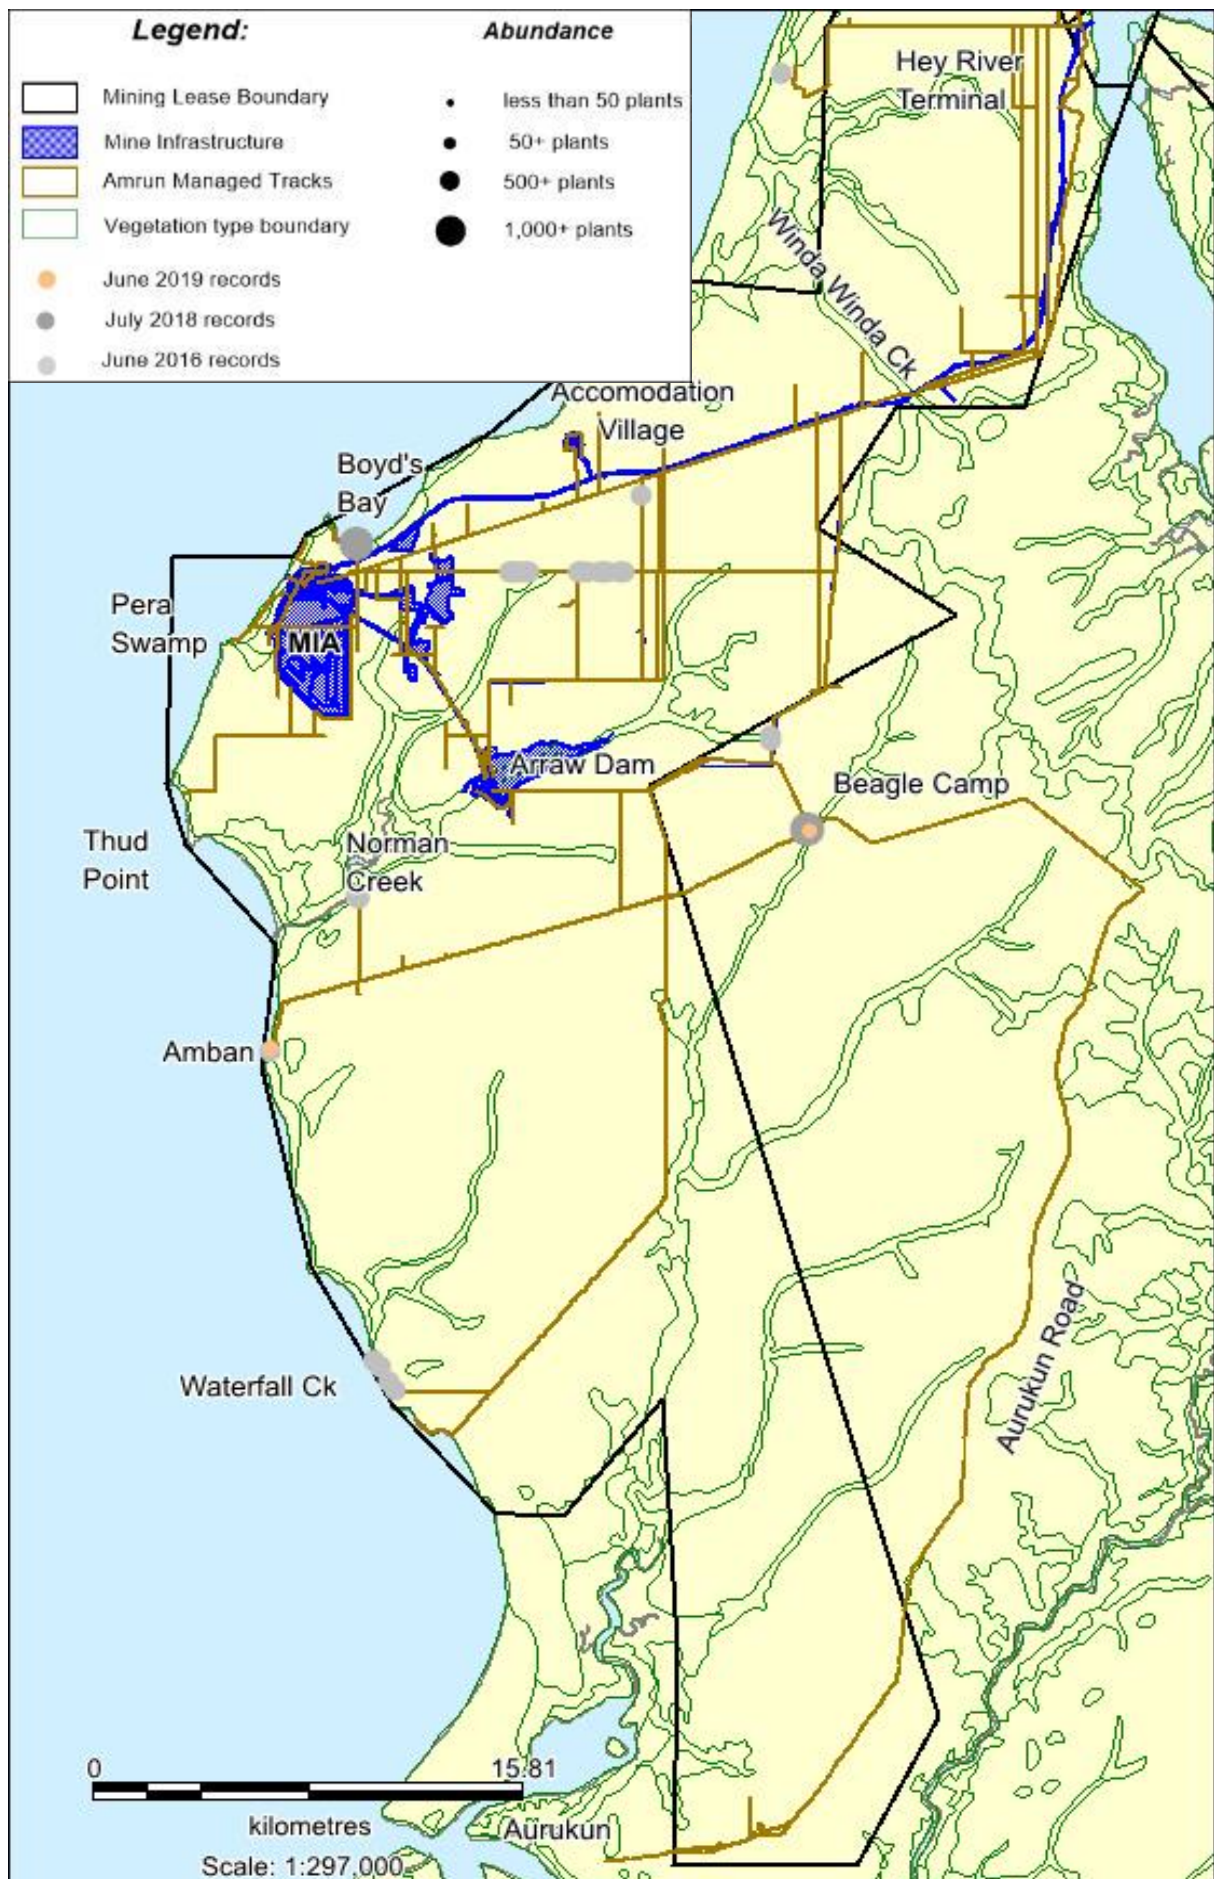 Legend:
Abundance
Mining Lease Boundary
less than 50 plants
Mine Infrastructure
50+ plants
Amrun Managed Tracks
500+ plants
Vegetation type boundary
1,000+ plants
June 2019 records
July 2018 records
June 2016 records
Hey River
Terminal
Winda Winda Ck
Accomodation
Village
Boyd's
Bay
Pera
Swamp
MIA
Arraw Dam
Beagle Camp
Thud
Point
Norman
Creek
Amban
Waterfall Ck
Aurukun Road
0
15.81
kilometres
Scale: 1:297,000
Aurukun